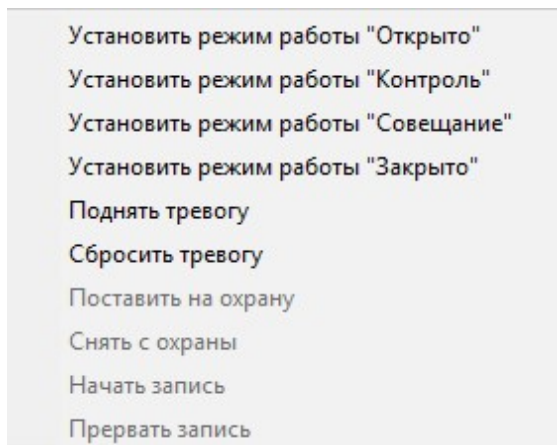 Установить режим работы "Открыто"
Установить режим работы "Контроль"
Установить режим работы "Совещание"
Установить режим работы "Закрыто"
Поднять тревогу
Сбросить тревогу
Поставить на охрану
Снять с охраны
Начать запись
Прервать запись